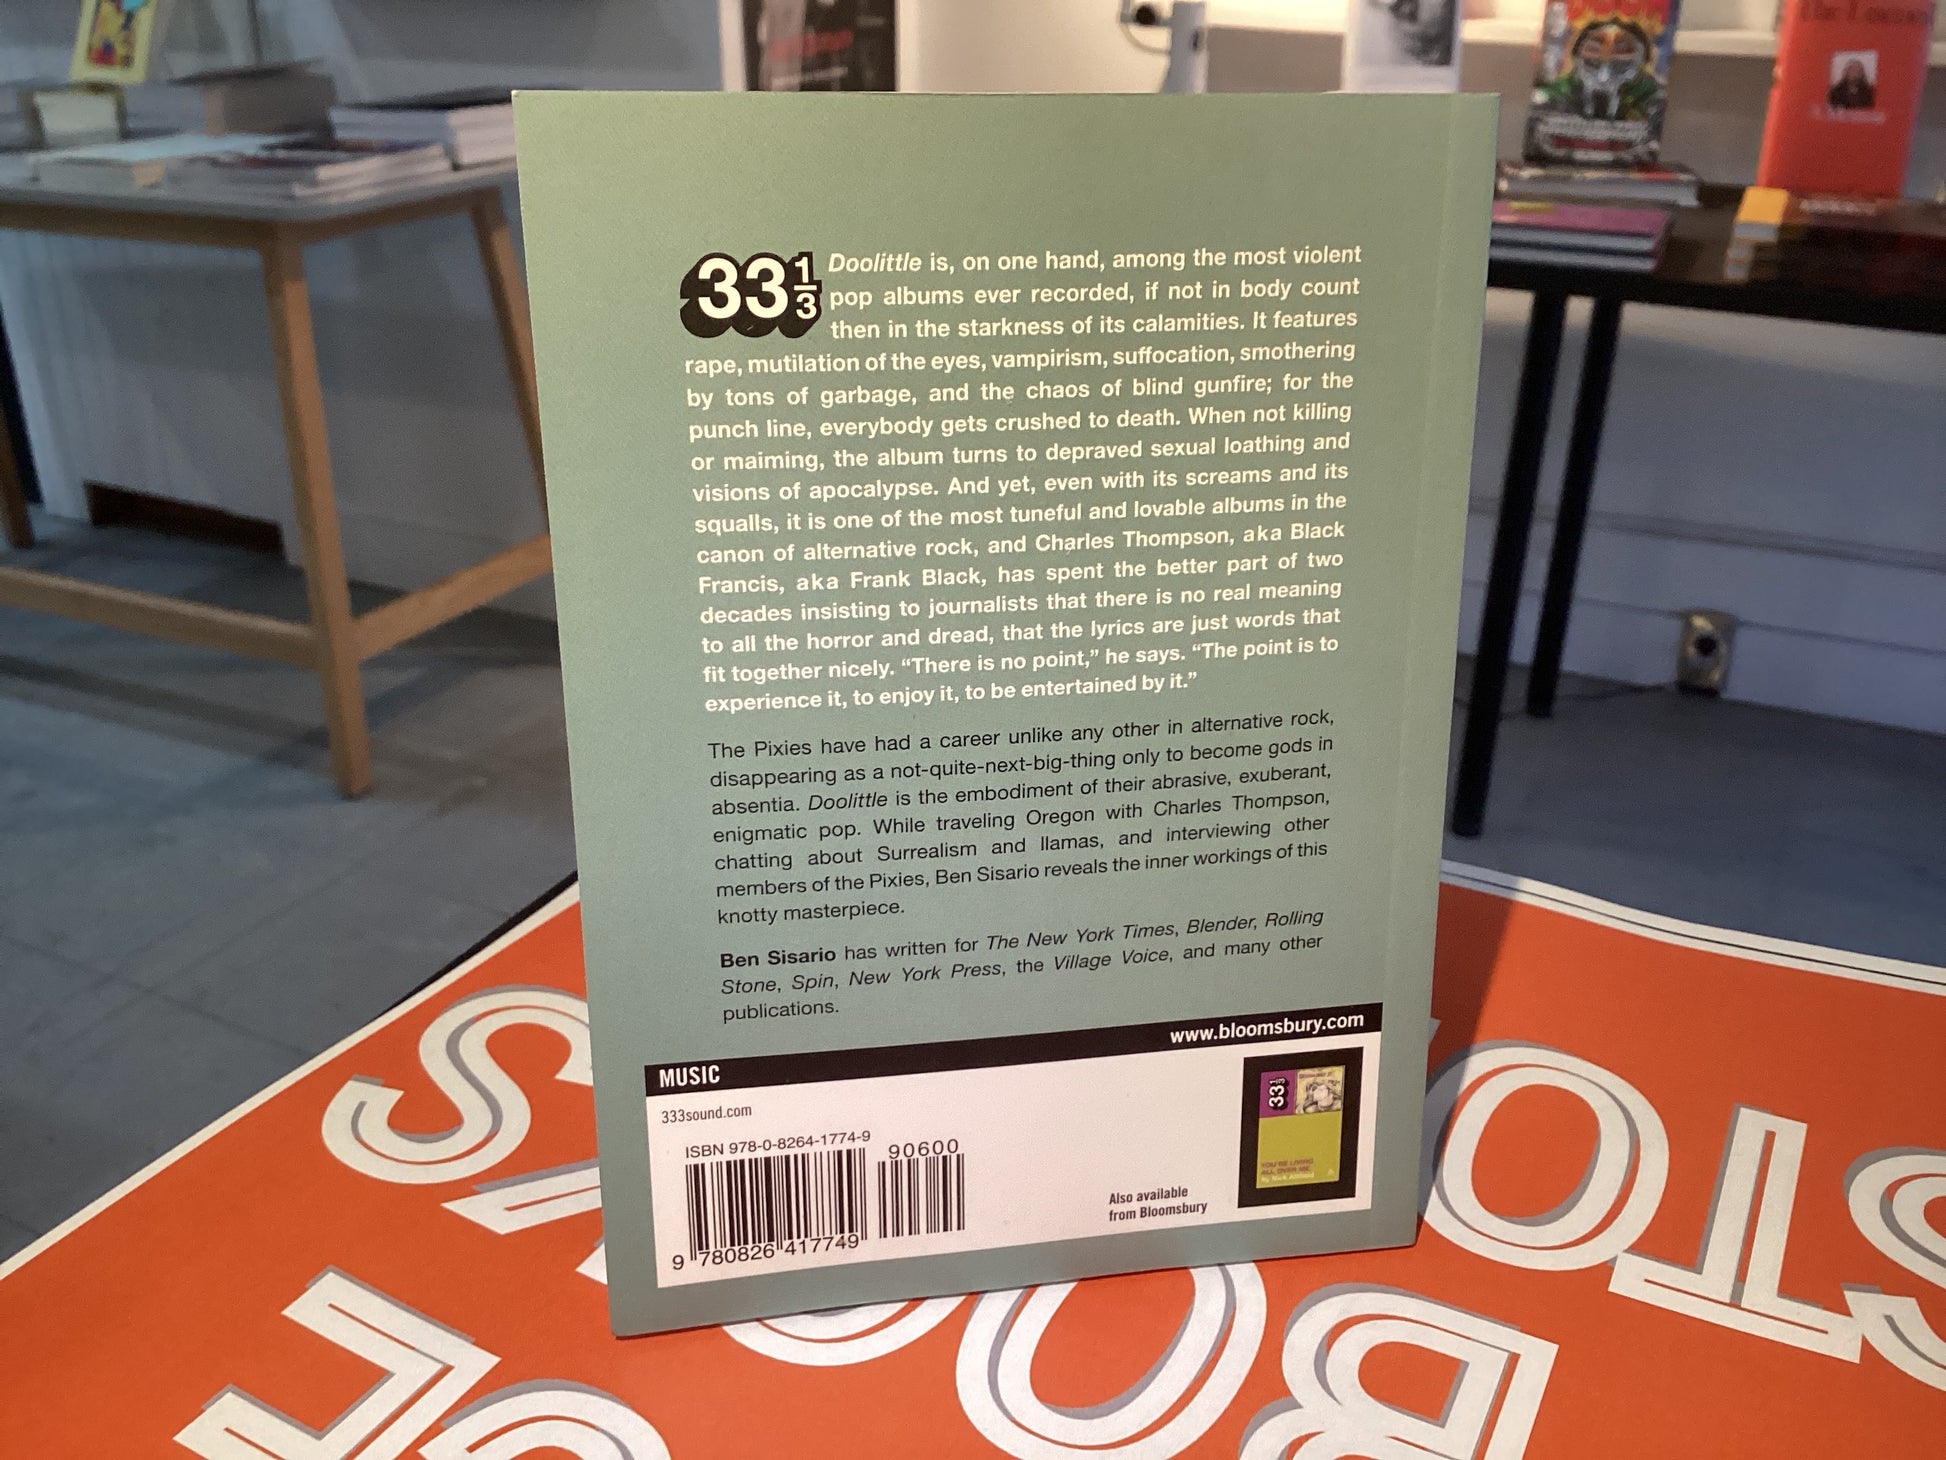 33 1/3
Doolittle is, on one hand, among the most violent
pop albums ever recorded, if not in body count
then in the starkness of its calamities. It features
rape, mutilation of the eyes, vampirism, suffocation, smothering
by tons of garbage, and the chaos of blind gunfire; for the
punch line, everybody gets crushed to death. When not killing
or maiming, the album turns to depraved sexual loathing and
visions of apocalypse. And yet, even with its screams and its
squalls, it is one of the most tuneful and lovable albums in the
canon of alternative rock, and Charles Thompson, aka Black
Francis, aka Frank Black, has spent the better part of two
decades insisting to journalists that there is no real meaning
to all the horror and dread, that the lyrics are just words that
fit together nicely. “There is no point,” he says. “The point is to
experience it, to enjoy it, to be entertained by it.”
The Pixies have had a career unlike any other in alternative rock,
disappearing as a not-quite-next-big-thing only to become gods in
absentia. Doolittle is the embodiment of their abrasive, exuberant,
enigmatic pop. While traveling Oregon with Charles Thompson,
chatting about Surrealism and llamas, and interviewing other
members of the Pixies, Ben Sisario reveals the inner workings of this
knotty masterpiece.
Ben Sisario has written for The New York Times, Blender, Rolling
Stone, Spin, New York Press, the Village Voice, and many other
publications.
www.bloomsbury.com
MUSIC
333sound.com
ISBN 978-0-8264-1774-9
90600
9 780826 417749
Also available
from Bloomsbury
33 1/3
YOU'RE LIVING
ALL OVER ME
STO
BO